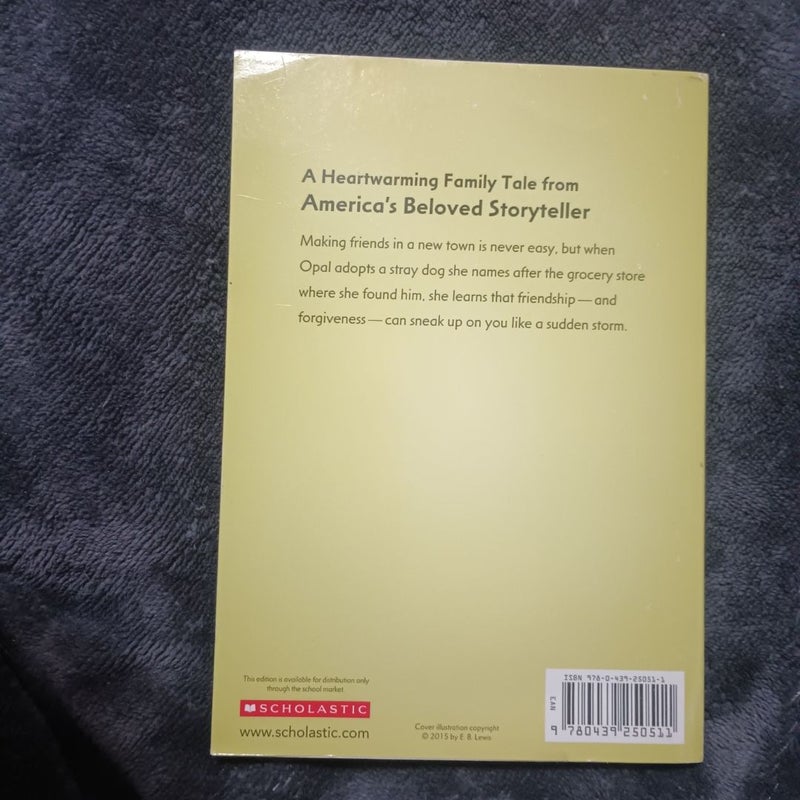 A Heartwarming Family Tale from
America's Beloved Storyteller
Making friends in a new town is never easy, but when
Opal adopts a stray dog she names after the grocery store
where she found him, she learns that friendship — and
forgiveness — can sneak up on you like a sudden storm.
This edition is available for distribution only
through the school market.
SCHOLASTIC
www.scholastic.com
Cover illustration copyright
© 2015 by E. B. Lewis
ISBN 978-0-439-25051-1
EAN
9 780439 250511